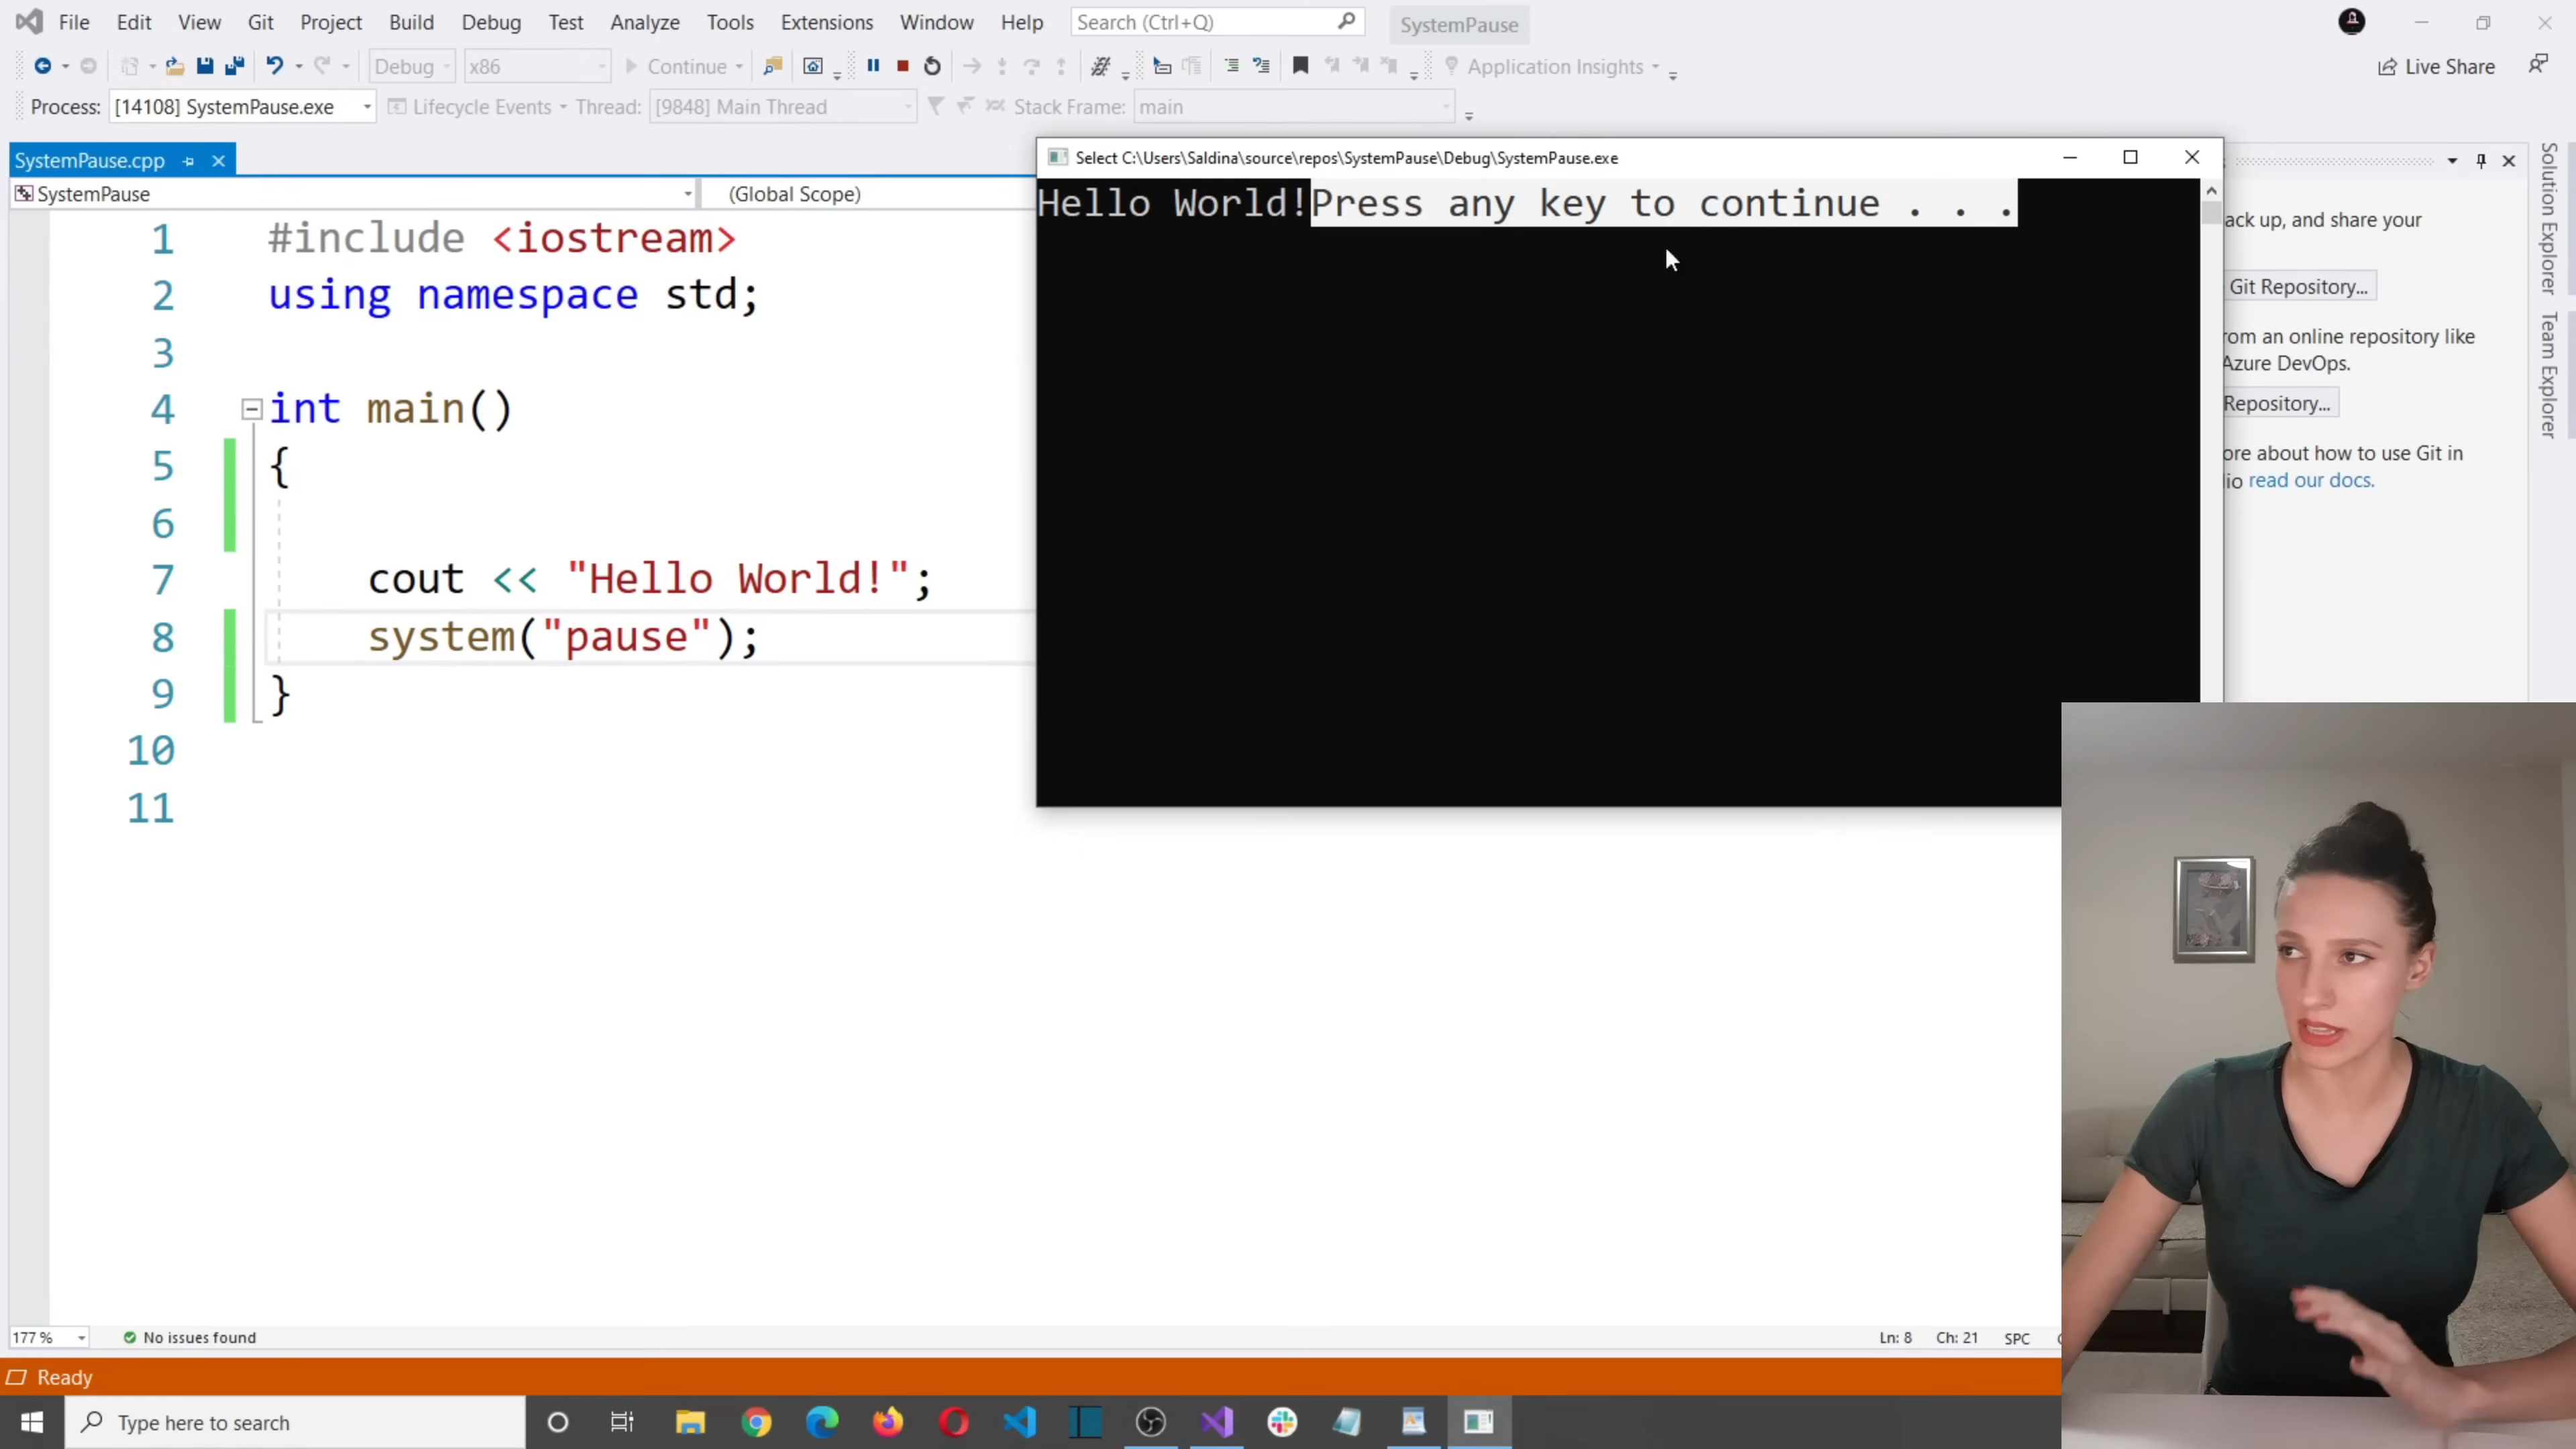 File Edit View Git Project Build Debug Test Analyze Tools Extensions Window Help Search (Ctrl+Q) SystemPause
Debug x86 Continue Application Insights Live Share
Process: [14108] SystemPause.exe Lifecycle Events Thread: [9848] Main Thread Stack Frame: main
SystemPause.cpp
SystemPause (Global Scope)
1 #include <iostream>
2 using namespace std;
3
4 int main()
5 {
6
7 cout << "Hello World!";
8 system("pause");
9 }
10
11
Select C:\Users\Saldina\source\repos\SystemPause\Debug\SystemPause.exe
Hello World!Press any key to continue . . .
ack up, and share your
Git Repository...
rom an online repository like
Azure DevOps.
Repository...
ore about how to use Git in
io read our docs.
Solution Explorer
Team Explorer
177 % No issues found Ln: 8 Ch: 21 SPC
Ready
Type here to search